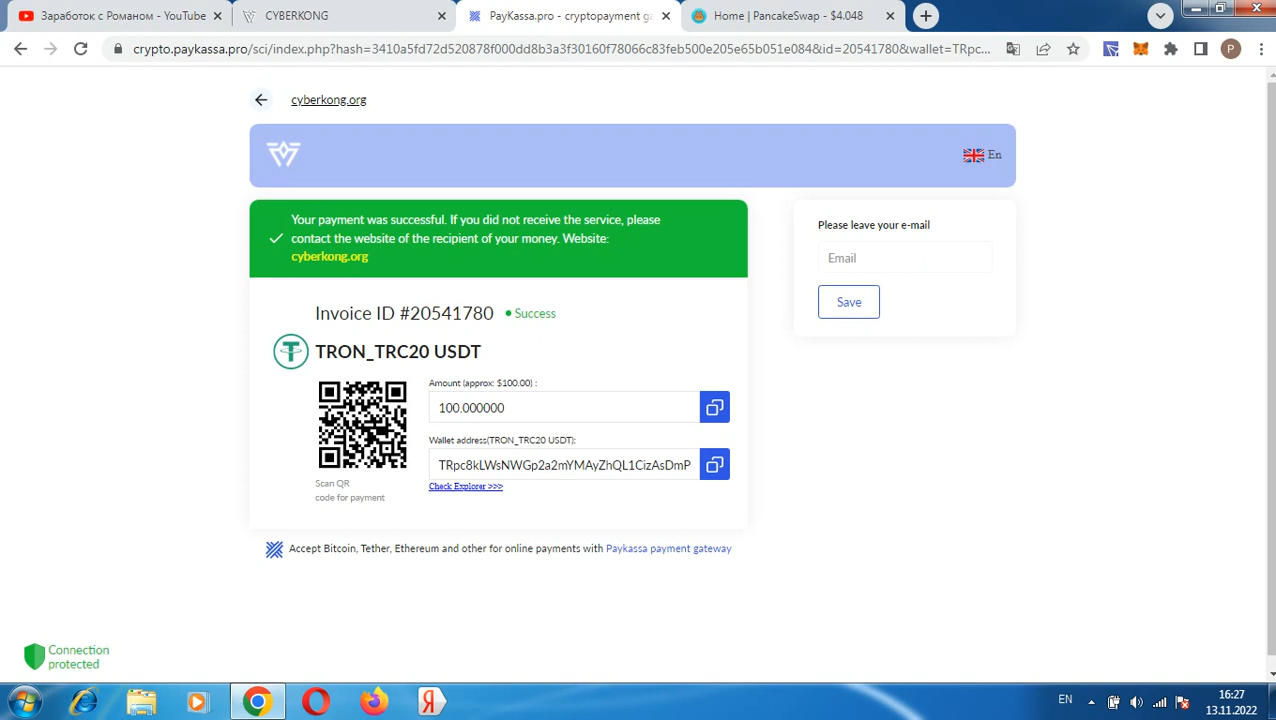 Заработок с Романом - YouTube
CYBERKONG
PayKassa.pro - cryptopayment ga
Home | PancakeSwap - $4.048
crypto.paykassa.pro/sci/index.php?hash=3410a5fd72d520878f000dd8b3a3f30160f78066c83feb500e205e65b051e084&id=20541780&wallet=TRpc...
P
cyberkong.org
En
Your payment was successful. If you did not receive the service, please
contact the website of the recipient of your money. Website:
cyberkong.org
Please leave your e-mail
Email
Save
Invoice ID #20541780
Success
TRON_TRC20 USDT
Amount (approx: $100.00) :
100.000000
Wallet address(TRON_TRC20 USDT):
TRpc8kLWsNWGp2a2mYMAyZhQL1CizAsDmP
Check Explorer >>>
Scan QR
code for payment
Accept Bitcoin, Tether, Ethereum and other for online payments with Paykassa payment gateway
Connection
protected
Я
EN
16:27
13.11.2022